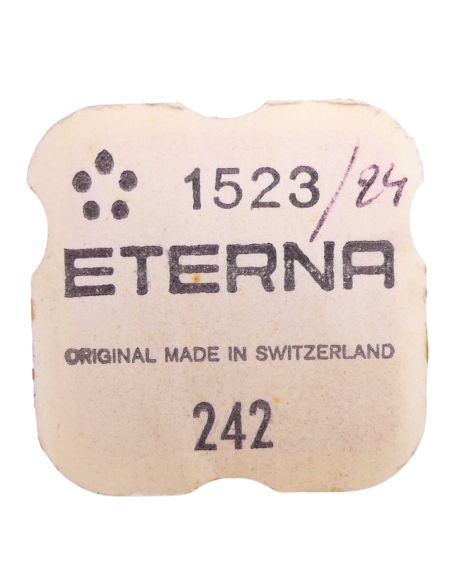 1523/24
ETERNA
ORIGINAL MADE IN SWITZERLAND
242